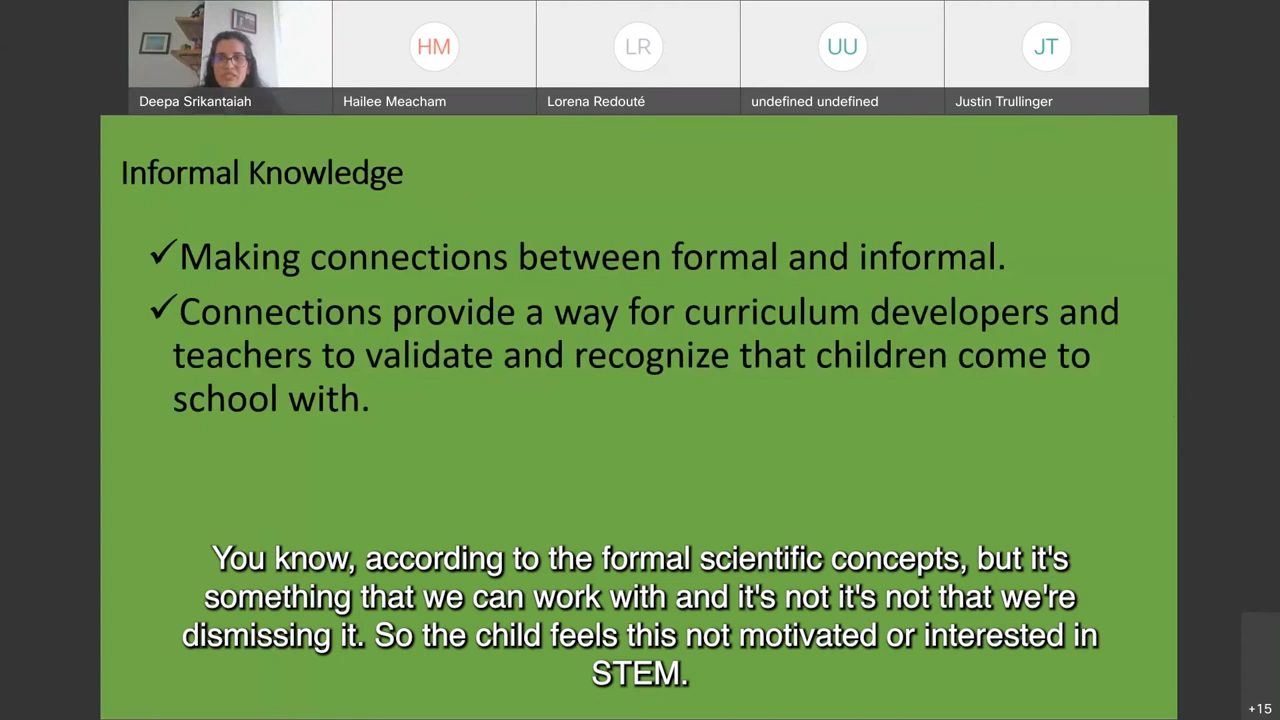 HM
LR
UU
JT
Deepa Srikantaiah
Hailee Meacham
Lorena Redouté
undefined undefined
Justin Trullinger
Informal Knowledge
✓Making connections between formal and informal.
✓Connections provide a way for curriculum developers and
teachers to validate and recognize that children come to
school with.
You know, according to the formal scientific concepts, but it's
something that we can work with and it's not it's not that we're
dismissing it. So the child feels this not motivated or interested in
STEM.
+15